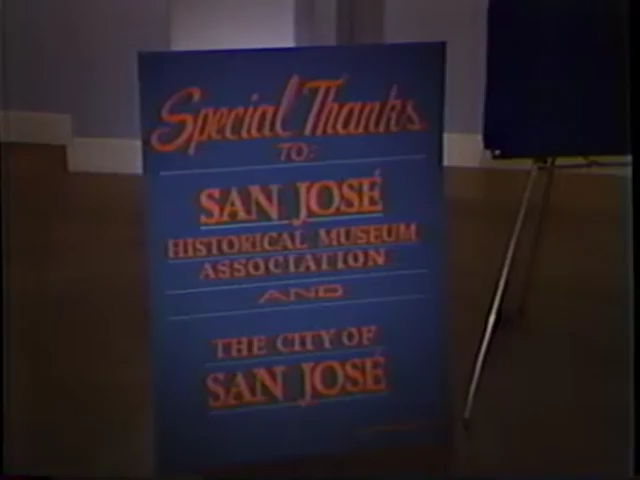 Special Thanks
TO:
SAN JOSÉ
HISTORICAL MUSEUM
ASSOCIATION
AND
THE CITY OF
SAN JOSÉ